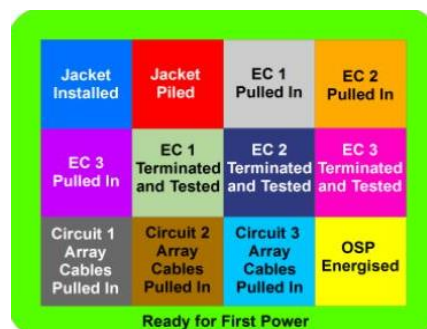 Jacket
Installed
Jacket
Piled
EC 1
Pulled In
EC 2
Pulled In
EC 3
Pulled In
EC 1
Terminated
and Tested
EC 2
Terminated
and Tested
EC 3
Terminated
and Tested
Circuit 1
Array
Cables
Pulled In
Circuit 2
Array
Cables
Pulled In
Circuit 3
Array
Cables
Pulled In
OSP
Energised
Ready for First Power